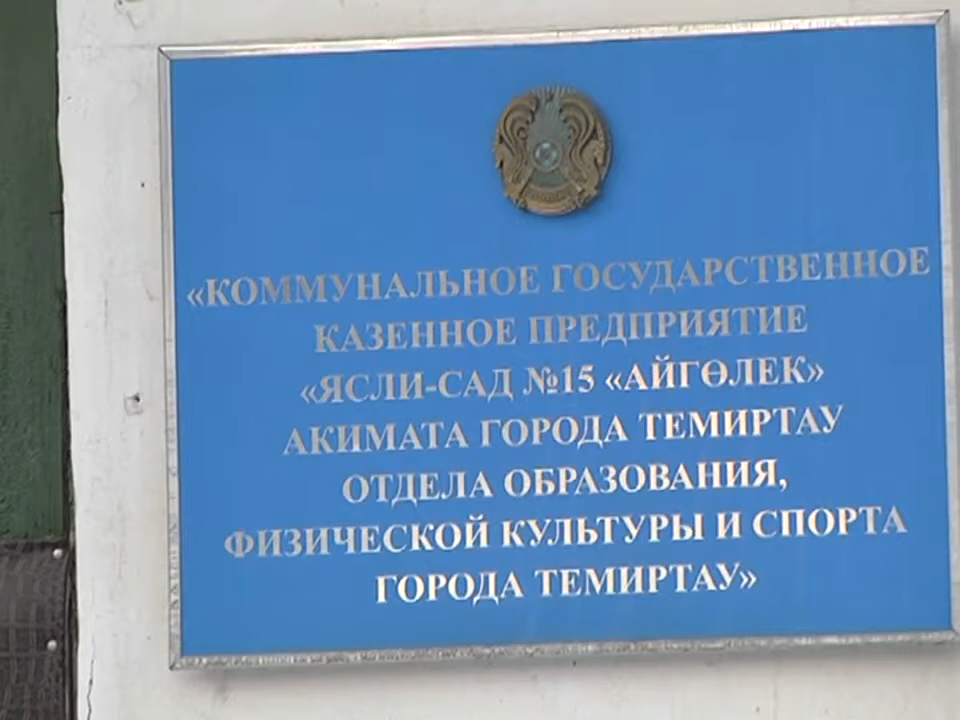 «КОММУНАЛЬНОЕ ГОСУДАРСТВЕННОЕ
КАЗЕННОЕ ПРЕДПРИЯТИЕ
«ЯСЛИ-САД №15 «АЙГӨЛЕК»
АКИМАТА ГОРОДА ТЕМИРТАУ
ОТДЕЛА ОБРАЗОВАНИЯ,
ФИЗИЧЕСКОЙ КУЛЬТУРЫ И СПОРТА
ГОРОДА ТЕМИРТАУ»